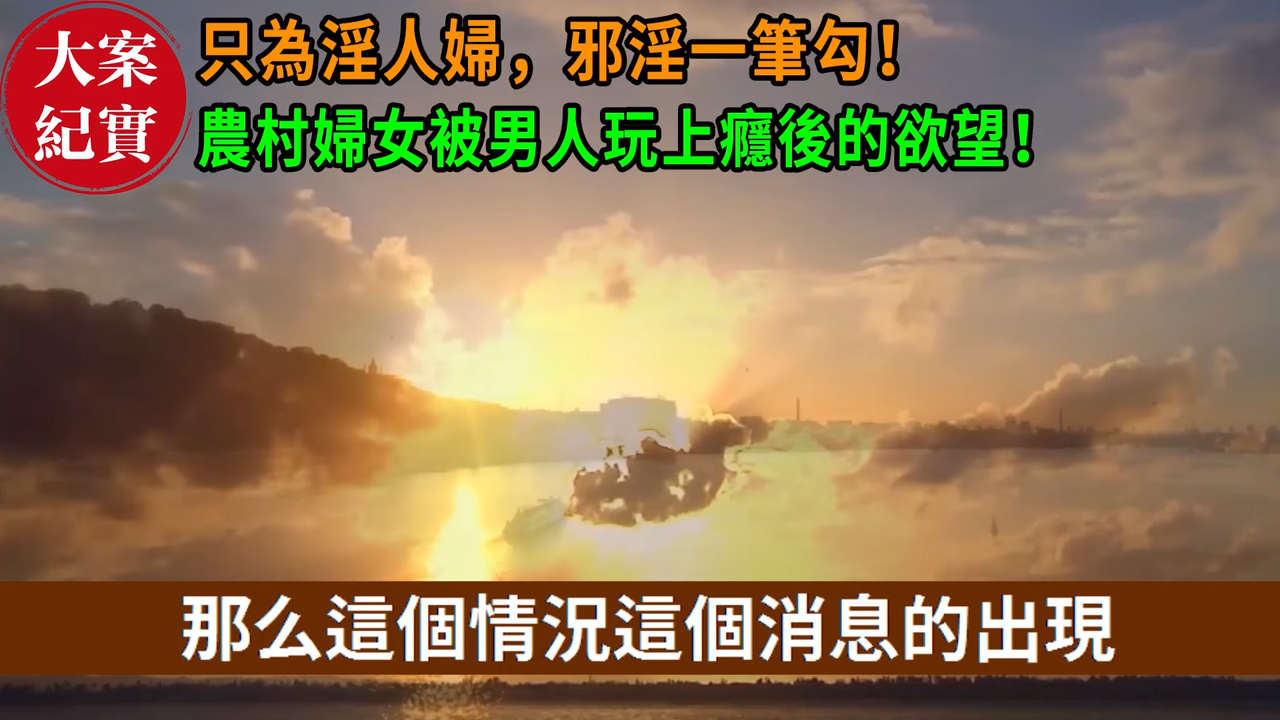 大案
紀實
只為淫人婦，邪淫一筆勾！
農村婦女被男人玩上癮後的欲望！
那么這個情況這個消息的出現